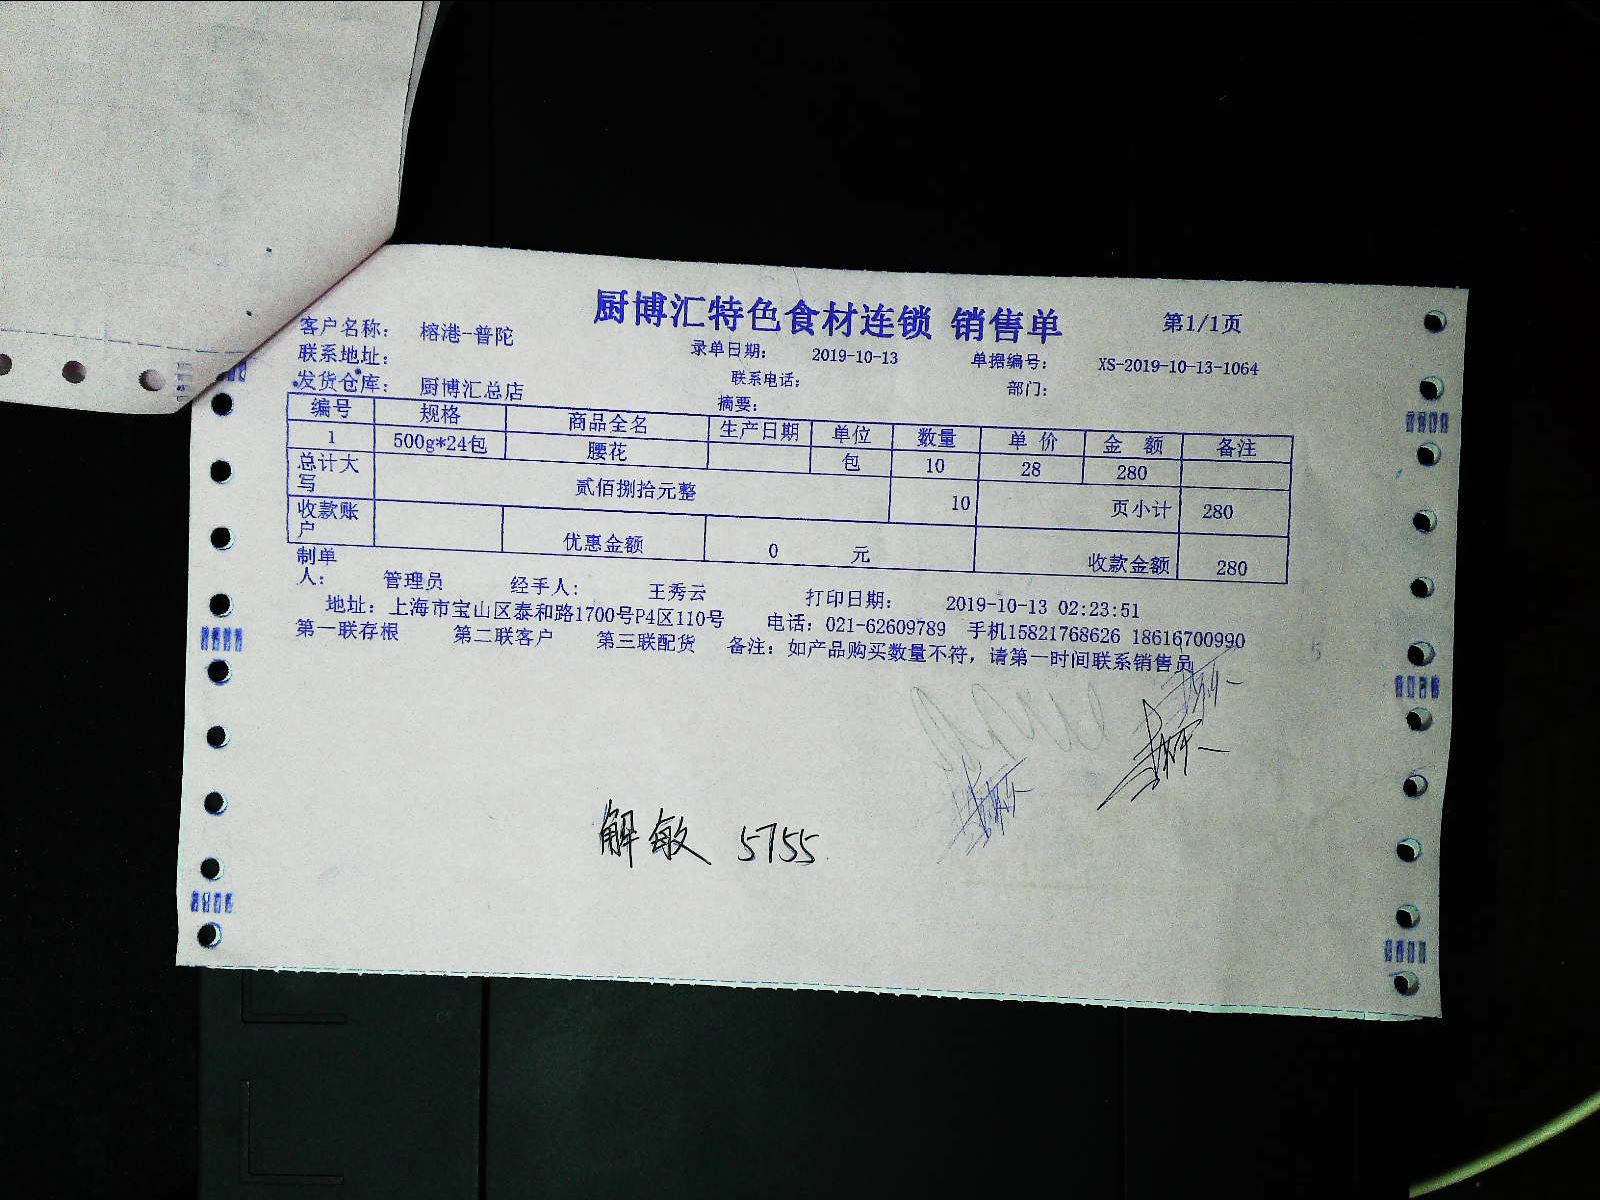 厨博汇特色食材连锁 销售单 第1/1页
客户名称: 榕港-普陀 录单日期: 2019-10-13 单据编号: XS-2019-10-13-1064
联系地址: 联系电话: 部门:
发货仓库: 厨博汇总店 摘要:
编号 规格 商品全名 生产日期 单位 数量 单价 金额 备注
1 500g*24包 腰花 包 10 28 280
总计大写 贰佰捌拾元整 10 页小计 280
收款账户 优惠金额 0 元 收款金额 280
制单人: 管理员 经手人: 王秀云 打印日期: 2019-10-13 02:23:51
地址: 上海市宝山区泰和路1700号P4区110号 电话: 021-62609789 手机15821768626 18616700990
第一联存根 第二联客户 第三联配货 备注: 如产品购买数量不符, 请第一时间联系销售员
解敏 5755